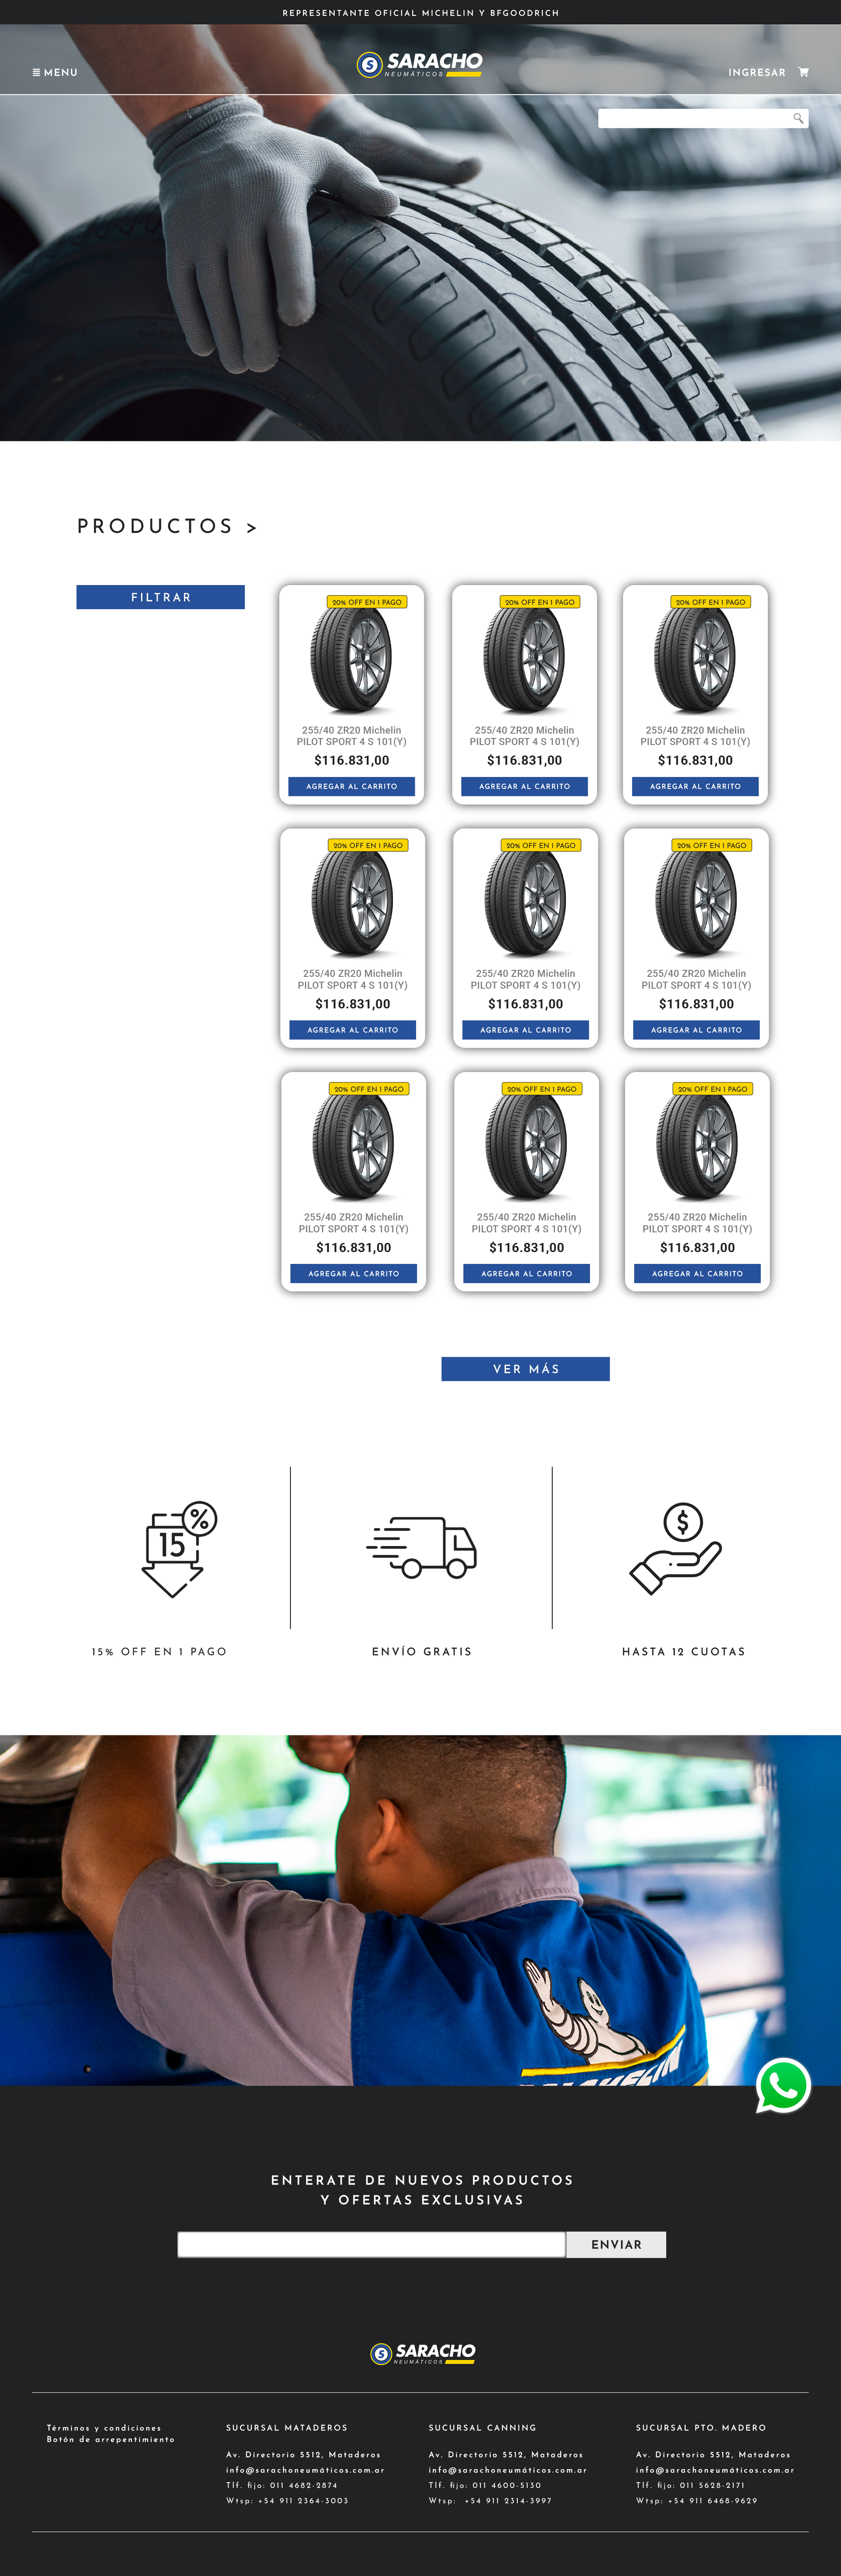 REPRESENTANTE OFICIAL MICHELIN Y BFGOODRICH
MENU
S SARACHO
NEUMÁTICOS
INGRESAR
PRODUCTOS >
FILTRAR
20% OFF EN 1 PAGO
255/40 ZR20 Michelin
PILOT SPORT 4 S 101(Y)
$116.831,00
AGREGAR AL CARRITO
20% OFF EN 1 PAGO
255/40 ZR20 Michelin
PILOT SPORT 4 S 101(Y)
$116.831,00
AGREGAR AL CARRITO
20% OFF EN 1 PAGO
255/40 ZR20 Michelin
PILOT SPORT 4 S 101(Y)
$116.831,00
AGREGAR AL CARRITO
20% OFF EN 1 PAGO
255/40 ZR20 Michelin
PILOT SPORT 4 S 101(Y)
$116.831,00
AGREGAR AL CARRITO
20% OFF EN 1 PAGO
255/40 ZR20 Michelin
PILOT SPORT 4 S 101(Y)
$116.831,00
AGREGAR AL CARRITO
20% OFF EN 1 PAGO
255/40 ZR20 Michelin
PILOT SPORT 4 S 101(Y)
$116.831,00
AGREGAR AL CARRITO
20% OFF EN 1 PAGO
255/40 ZR20 Michelin
PILOT SPORT 4 S 101(Y)
$116.831,00
AGREGAR AL CARRITO
20% OFF EN 1 PAGO
255/40 ZR20 Michelin
PILOT SPORT 4 S 101(Y)
$116.831,00
AGREGAR AL CARRITO
20% OFF EN 1 PAGO
255/40 ZR20 Michelin
PILOT SPORT 4 S 101(Y)
$116.831,00
AGREGAR AL CARRITO
VER MÁS
15 %
$
15% OFF EN 1 PAGO
ENVÍO GRATIS
HASTA 12 CUOTAS
MICHELIN
ENTERATE DE NUEVOS PRODUCTOS
Y OFERTAS EXCLUSIVAS
ENVIAR
S SARACHO
NEUMÁTICOS
Términos y condiciones
Botón de arrepentimiento
SUCURSAL MATADEROS
Av. Directorio 5512, Mataderos
info@sarachoneumáticos.com.ar
Tlf. fijo: 011 4682-2874
Wtsp: +54 911 2364-3003
SUCURSAL CANNING
Av. Directorio 5512, Mataderos
info@sarachoneumáticos.com.ar
Tlf. fijo: 011 4600-5130
Wtsp: +54 911 2314-3997
SUCURSAL PTO. MADERO
Av. Directorio 5512, Mataderos
info@sarachoneumáticos.com.ar
Tlf. fijo: 011 5628-2171
Wtsp: +54 911 6468-9629